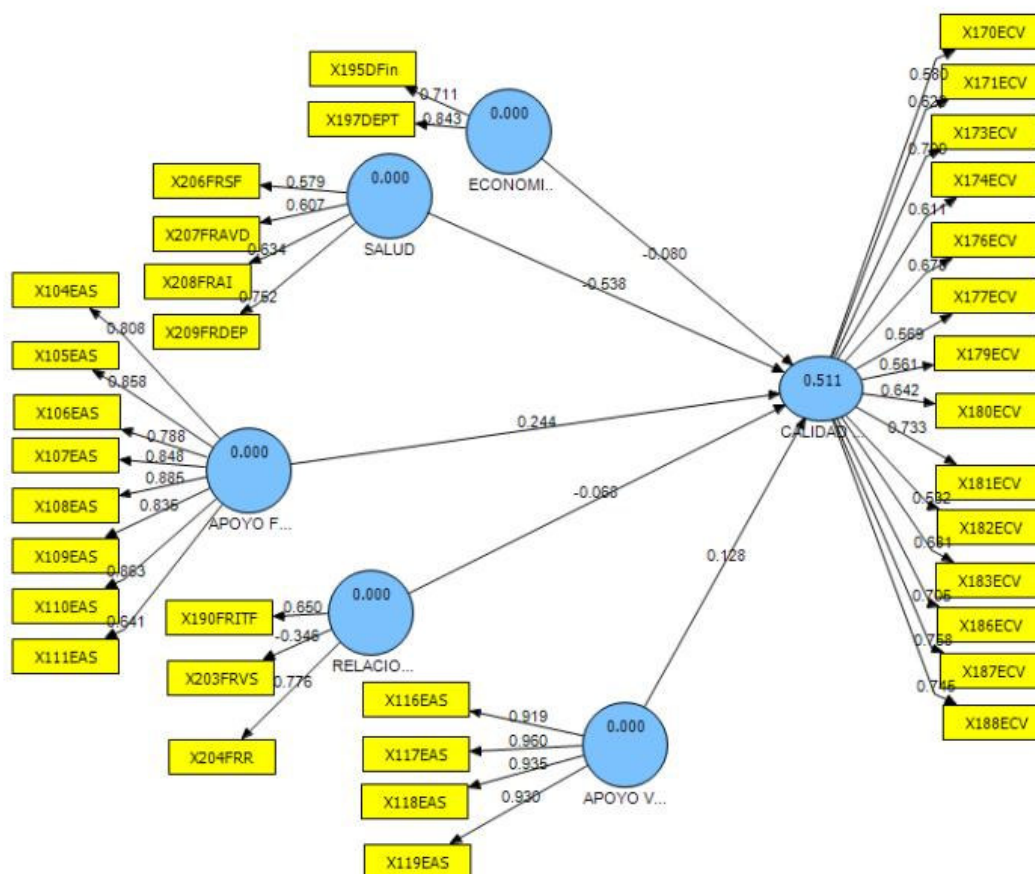 X170ECV
X195DFin
0.711
X171ECV
X197DEPT
0.843
0.000
ECONOMI..
X173ECV
X206FRSF
0.579
0.000
SALUD
X174ECV
0.611
X207FRAVD
0.607
X208FRAI
0.634
X209FRDEP
0.752
-0.080
-0.538
X176ECV
X177ECV
0.569
X104EAS
0.808
X105EAS
0.858
X106EAS
0.788
X107EAS
0.848
X108EAS
0.885
X109EAS
0.835
X110EAS
X111EAS
0.641
0.000
APOYO F...
0.244
0.511
CALIDAD ...
X179ECV
0.561
X180ECV
0.642
0.733
X181ECV
X182ECV
X183ECV
0.705
X186ECV
0.758
X187ECV
X188ECV
-0.068
0.128
X190FRITF
0.650
0.000
RELACIO...
X203FRVS
X204FRR
0.776
X116EAS
0.919
X117EAS
0.960
0.000
APOYO V...
X118EAS
0.935
X119EAS
0.930